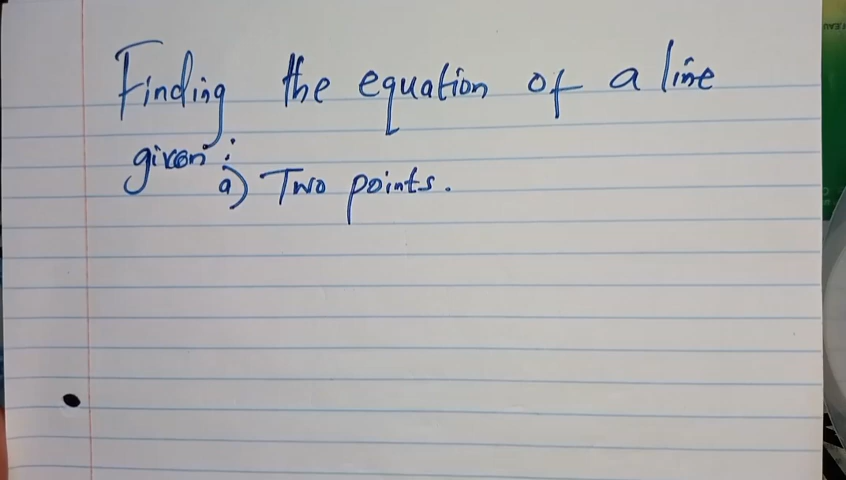 Finding the equation of a line
given:
a) Two points.